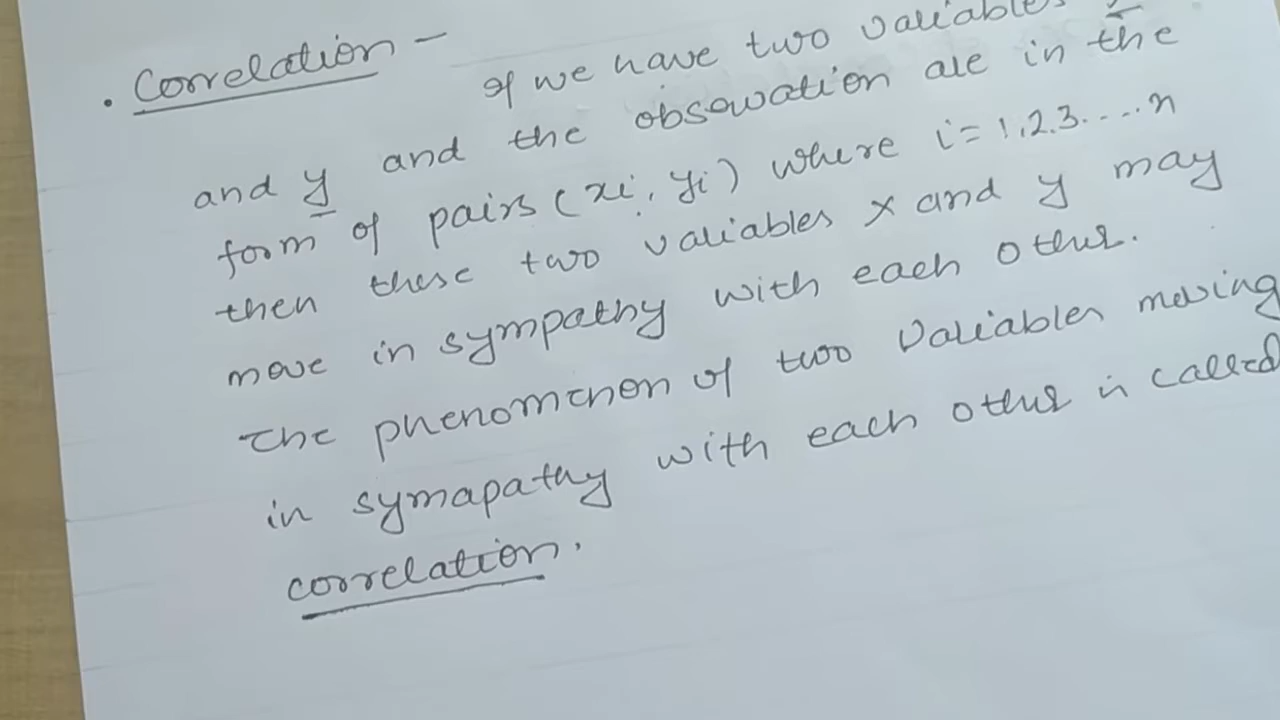 . Correlation -
If we have two variables
and y and the obsowation are in the
form of pairs (xi, yi) where i = 1,2,3....n
then these two variables x and y may
move in sympathy with each other.
The phenomenon of two variables moving
in symapathy with each other is called
correlation.